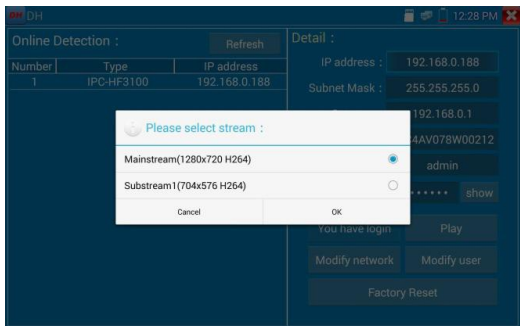 DH DH
12:28 PM
Online Detection :
Refresh
Number Type IP address
1 IPC-HF3100 192.168.0.188
Detail :
IP address : 192.168.0.188
Subnet Mask : 255.255.255.0
192.168.0.1
4AV078W00212
admin
•••••• show
You have login Play
Modify network Modify user
Factory Reset
Please select stream :
Mainstream(1280x720 H264)
Substream1(704x576 H264)
Cancel OK